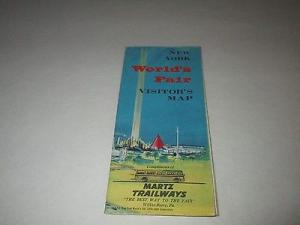 NEW
YORK
World's
Fair
VISITOR'S
MAP
Compliments of
MARTZ
TRAILWAYS
"THE BEST WAY TO THE FAIR"
Wilkes-Barre, Pa.